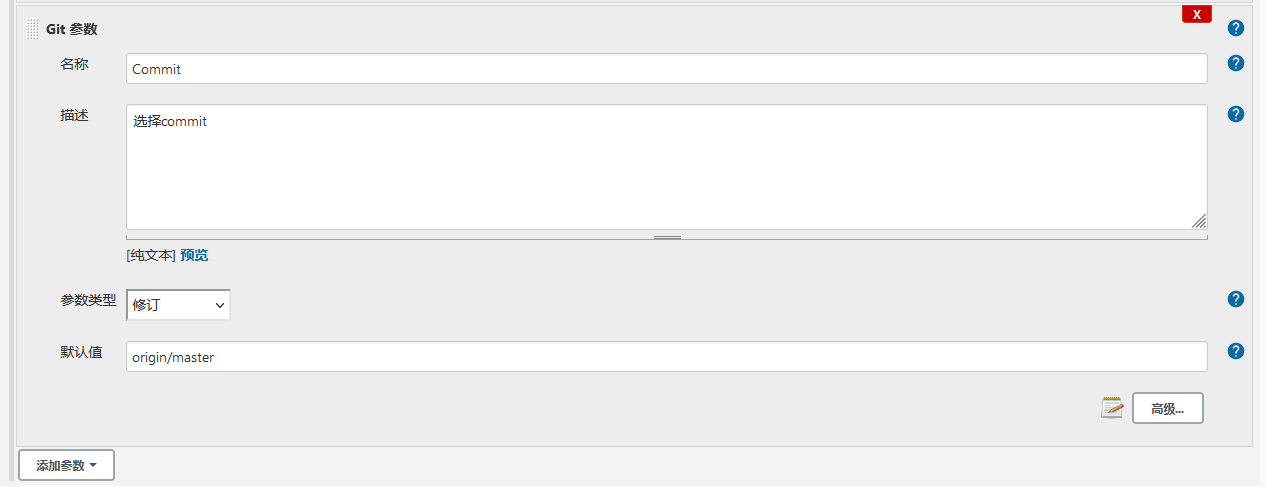 X
Git 参数
名称
Commit
描述
选择commit
[纯文本] 预览
参数类型
修订
默认值
origin/master
高级...
添加参数